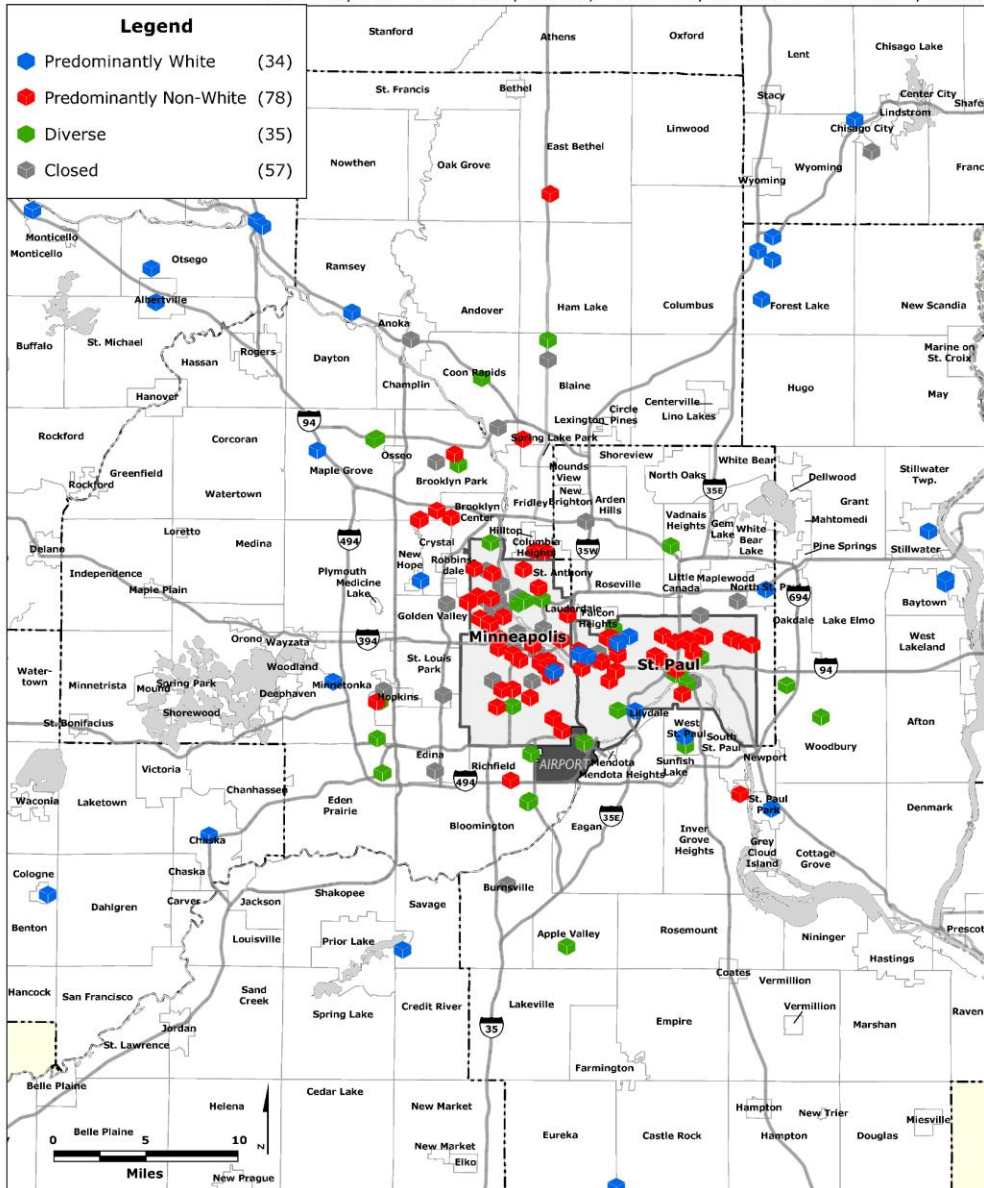 Legend
Predominantly White (34)
Predominantly Non-White (78)
Diverse (35)
Closed (57)
Stanford
Athens
Oxford
Lent
Chisago Lake
St. Francis
Bethel
Stacy
Center City
Lindstrom
Shafe
Chisago City
Linwood
East Bethel
Nowthen
Oak Grove
Wyoming
Wyoming
Franc
Monticello
Monticello
Otsego
Ramsey
Albertville
Andover
Ham Lake
Columbus
Forest Lake
New Scandia
Anoka
Buffalo
St. Michael
Hassan
Rogers
Dayton
Marine on
St. Croix
Champlin
Coon Rapids
Blaine
Hugo
May
Hanover
Centerville
Lino Lakes
Circle
Pines
Lexington
94
Rockford
Corcoran
Osseo
Spring Lake Park
Maple Grove
Shoreview
White Bear
Greenfield
Rockford
Brooklyn Park
Mounds
View
North Oaks
Dellwood
Stillwater
Twp.
Watertown
New
Brighton
Arden
Hills
35E
Grant
Brooklyn
Center
Fridley
Vadnais
Heights
Gem
Lake
White
Bear
Lake
Mahtomedi
Loretto
Medina
Crystal
Hilltop
Columbia
Heights
35W
Stillwater
Delano
494
New
Hope
Robbins-
dale
Pine Springs
Independence
Plymouth
Medicine
Lake
St. Anthony
Roseville
Little
Canada
Maplewood
North St. Paul
694
Baytown
Maple Plain
Golden Valley
Lauderdale
Falcon
Heights
Oakdale
Lake Elmo
Minneapolis
394
Orono
Wayzata
Woodland
St. Louis
Park
St. Paul
West
Lakeland
94
Water-
town
Minnetrista
Mound
Spring Park
Deephaven
Minnetonka
Hopkins
Shorewood
Lilydale
West
St. Paul
South
St. Paul
Afton
St. Bonifacius
Woodbury
Edina
Richfield
AIRPORT
Mendota
Mendota Heights
Sunfish
Lake
Newport
Victoria
Chanhassen
494
Waconia
Laketown
Eden
Prairie
St. Paul
Park
Denmark
Bloomington
Eagan
35E
Inver
Grove
Heights
Grey
Cloud
Island
Cottage
Grove
Chaska
Cologne
Chaska
Burnsville
Dahlgren
Carver
Jackson
Shakopee
Savage
Prescot
Benton
Louisville
Prior Lake
Apple Valley
Rosemount
Nininger
Hastings
Coates
Vermillion
Hancock
San Francisco
Sand
Creek
Spring Lake
Credit River
Lakeville
Empire
Vermillion
Marshan
Raven
Jordan
St. Lawrence
35
Farmington
Belle Plaine
Cedar Lake
Helena
New Market
Hampton
New Trier
Miesville
Belle Plaine
Eureka
Castle Rock
Hampton
Douglas
0 5 10
Miles
N
New Market
Elko
New Prague